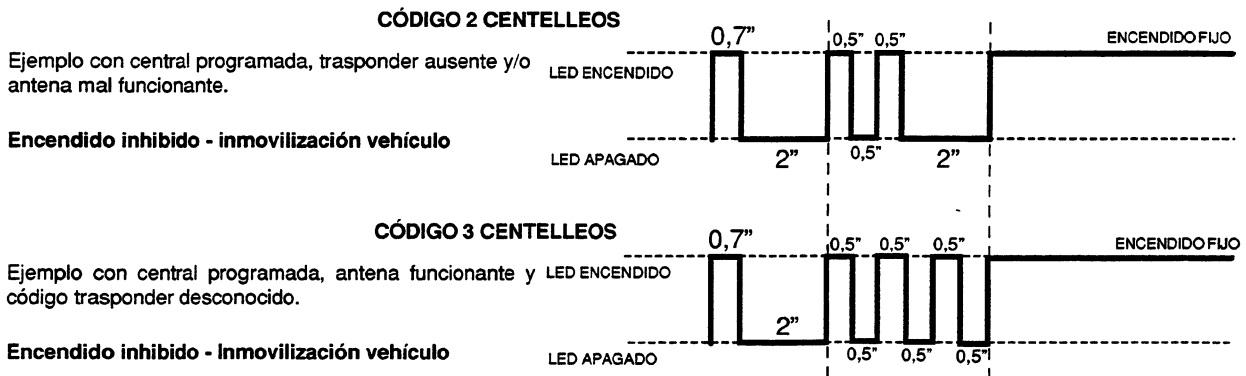 CÓDIGO 2 CENTELLEOS
Ejemplo con central programada, trasponder ausente y/o
antena mal funcionante.
Encendido inhibido - inmovilización vehículo
LED ENCENDIDO
LED APAGADO
0,7”
2”
0,5” 0,5”
0,5”
2”
ENCENDIDO FIJO
CÓDIGO 3 CENTELLEOS
Ejemplo con central programada, antena funcionante y
código trasponder desconocido.
Encendido inhibido - Inmovilización vehículo
LED ENCENDIDO
LED APAGADO
0,7”
2”
0,5” 0,5” 0,5”
0,5” 0,5” 0,5”
ENCENDIDO FIJO